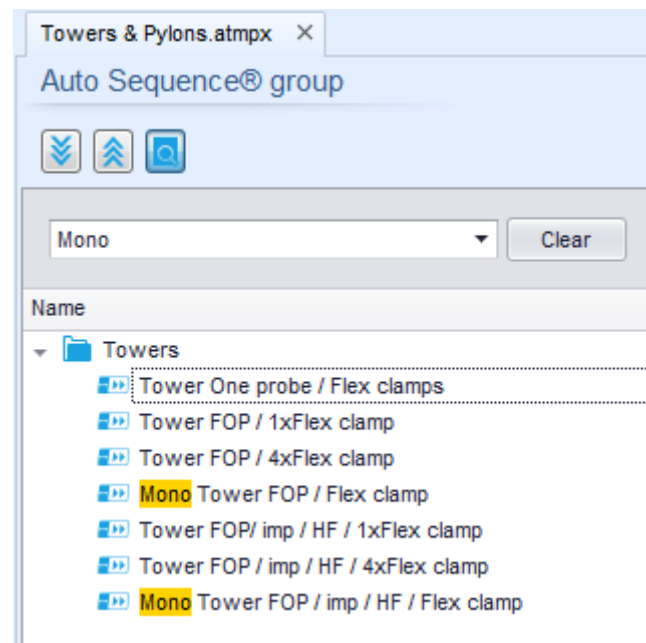 Towers & Pylons.atmpx
Auto Sequence® group
Mono
Clear
Name
Towers
Tower One probe / Flex clamps
Tower FOP / 1xFlex clamp
Tower FOP / 4xFlex clamp
Mono Tower FOP / Flex clamp
Tower FOP/ imp / HF / 1xFlex clamp
Tower FOP / imp / HF / 4xFlex clamp
Mono Tower FOP / imp / HF / Flex clamp